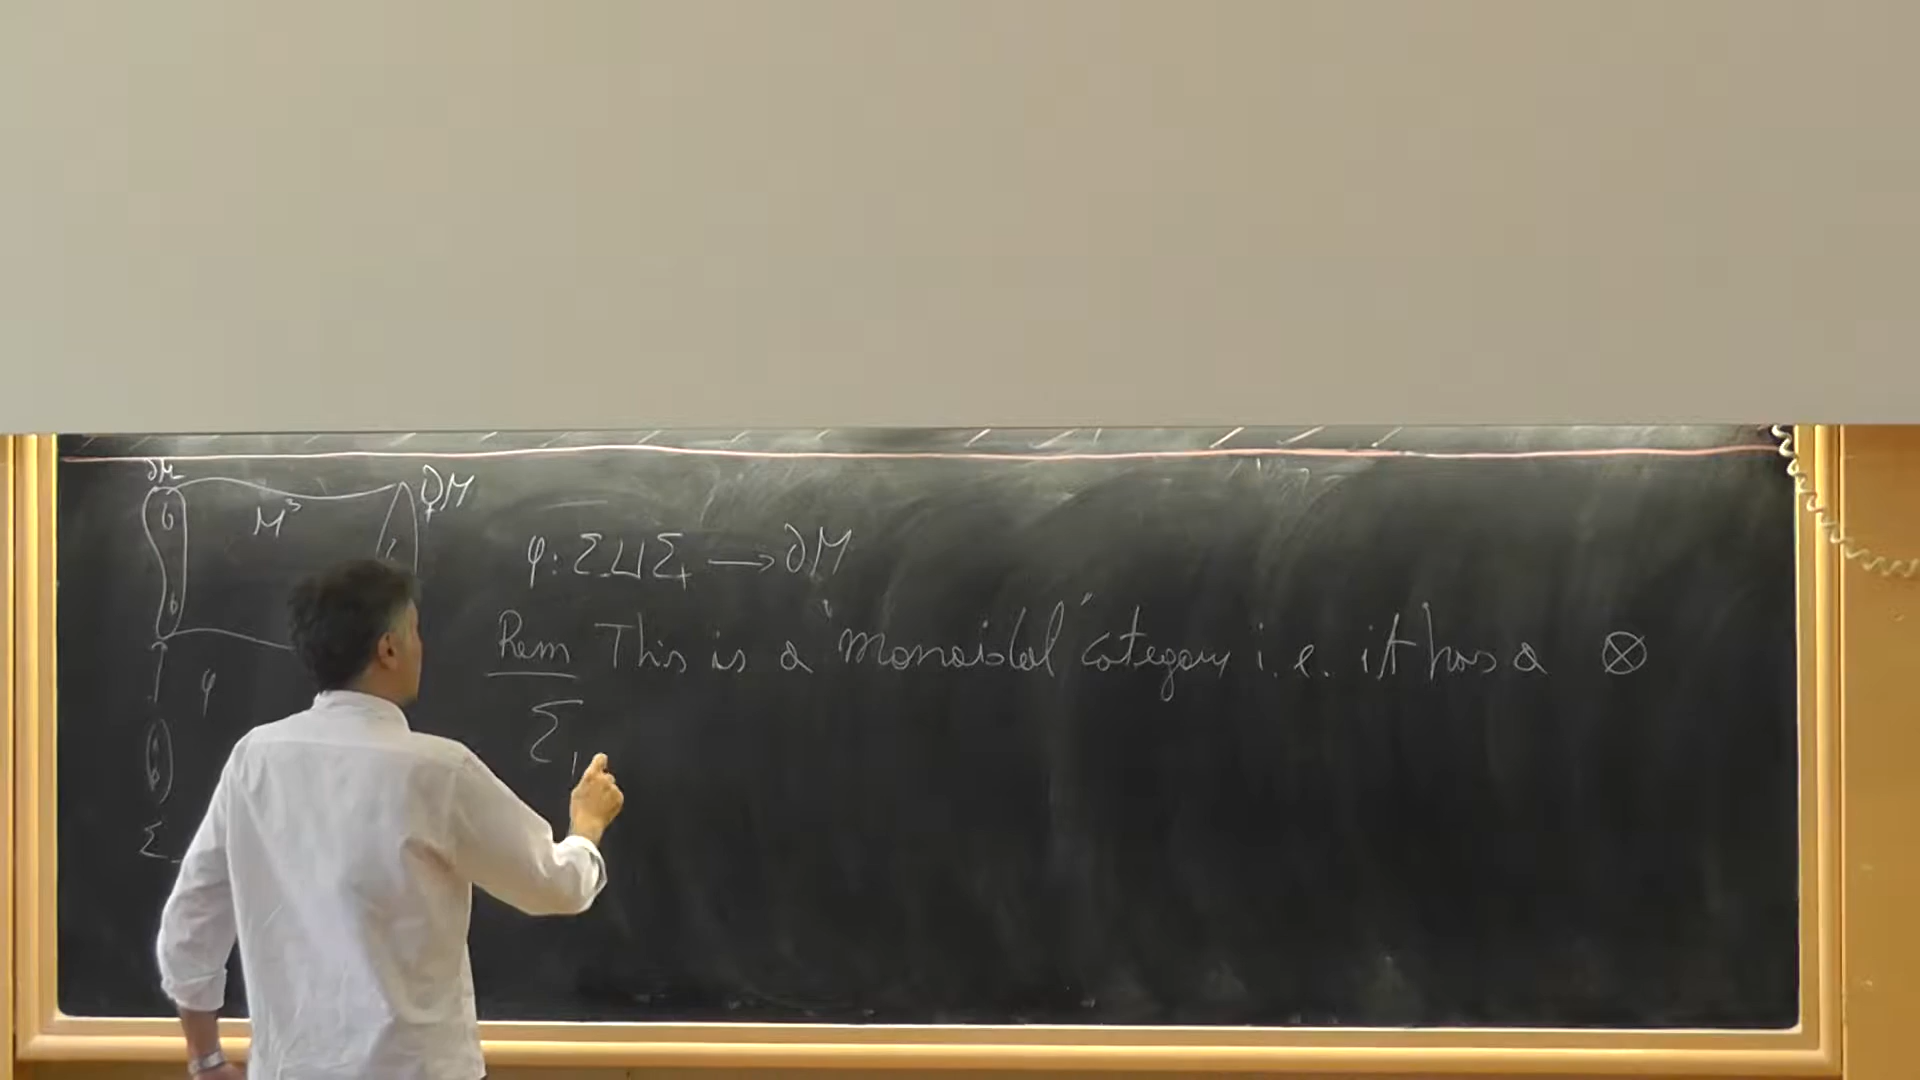 ∂M
M³
∂₊M
φ: Σ₋ ⊔ Σ₊ → ∂M
Rem This is a "Monoidal" category i.e. it has a ⊗
φ
Σ₁
Σ₋